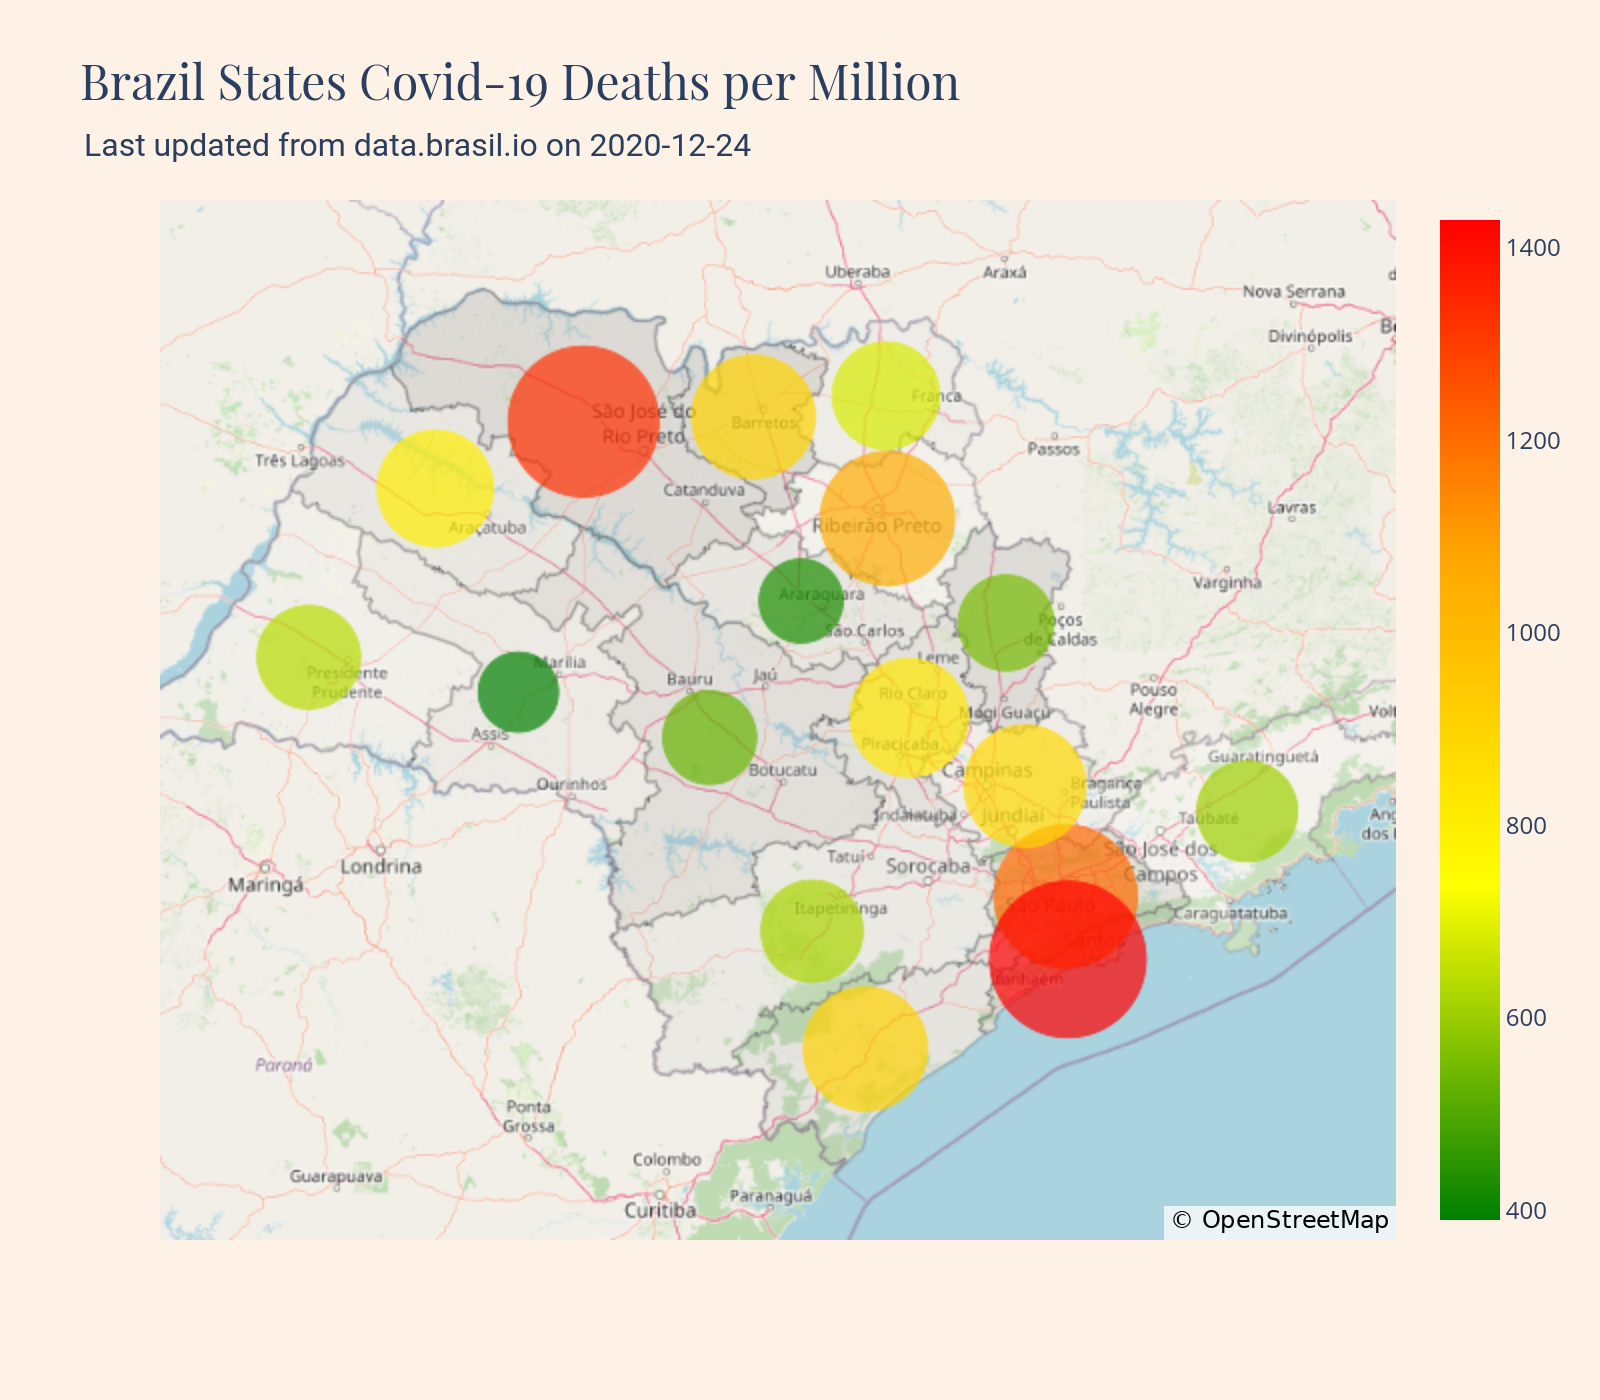 Brazil States Covid-19 Deaths per Million
Last updated from data.brasil.io on 2020-12-24
Uberaba
Araxá
Nova Serrana
Divinópolis
São José do
Rio Preto
Barretos
Franca
Passos
Três Lagoas
Catanduva
Araçatuba
Ribeirão Preto
Lavras
Varginha
Araraquara
São Carlos
Poços
de Caldas
Leme
Marília
Presidente
Prudente
Bauru
Jaú
Rio Claro
Mogi Guaçu
Pouso
Alegre
Assis
Piracicaba
Guaratinguetá
Ourinhos
Botucatu
Campinas
Bragança
Paulista
Indaiatuba
Jundiaí
Taubaté
Londrina
Maringá
Tatuí
Sorocaba
São José dos
Campos
Itapetininga
São Paulo
Caraguatatuba
Santos
Itanhaém
Paraná
Ponta
Grossa
Colombo
Guarapuava
Paranaguá
Curitiba
© OpenStreetMap
1400
1200
1000
800
600
400